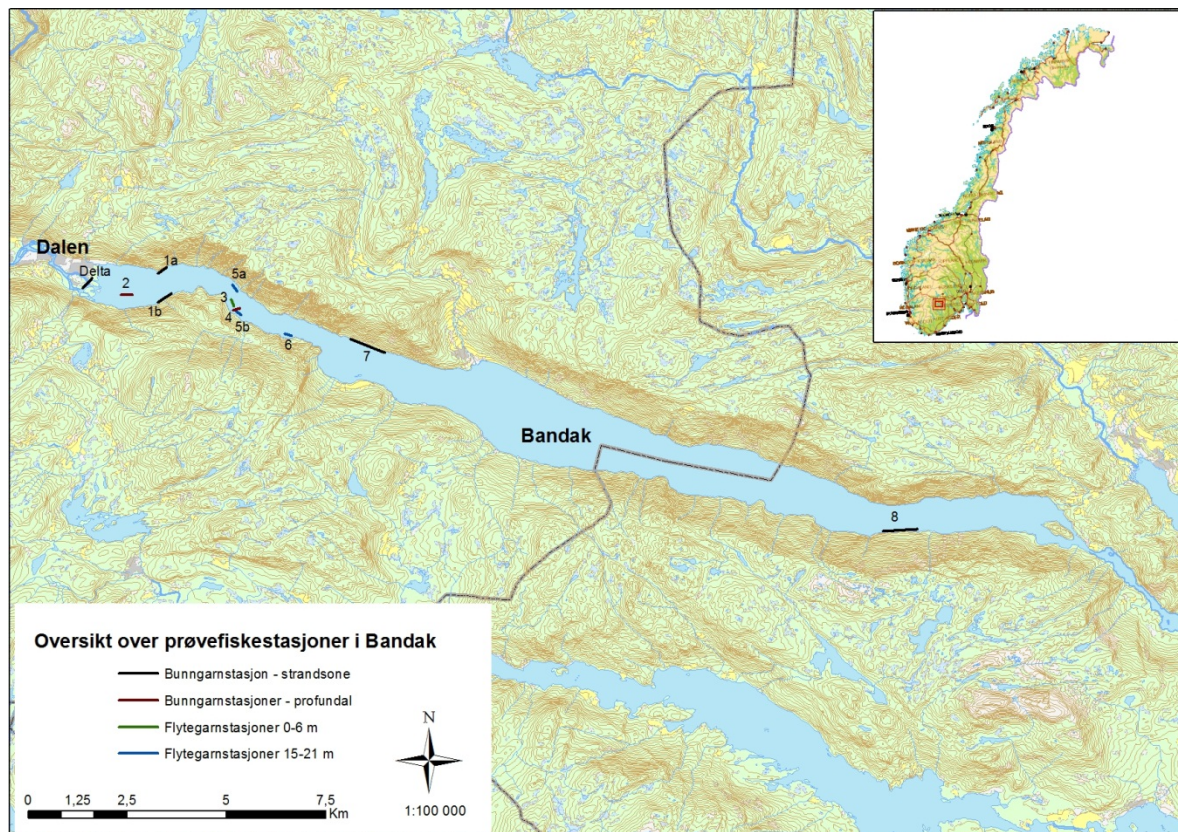 Dalen
Delta
2
1a
1b
5a
3
4
5b
6
7
Bandak
8
Oversikt over prøvefiskestasjoner i Bandak
Bunngarnstasjon - strandsone
Bunngarnstasjoner - profundal
Flytegarnstasjoner 0-6 m
Flytegarnstasjoner 15-21 m
N
0 1,25 2,5 5 7,5
Km
1:100 000